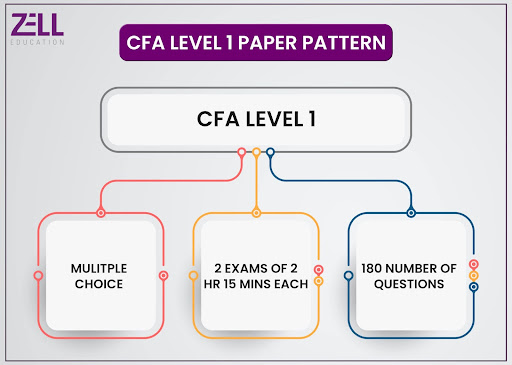 ZELL
EDUCATION
CFA LEVEL 1 PAPER PATTERN
CFA LEVEL 1
MULITPLE
CHOICE
2 EXAMS OF 2
HR 15 MINS EACH
180 NUMBER OF
QUESTIONS